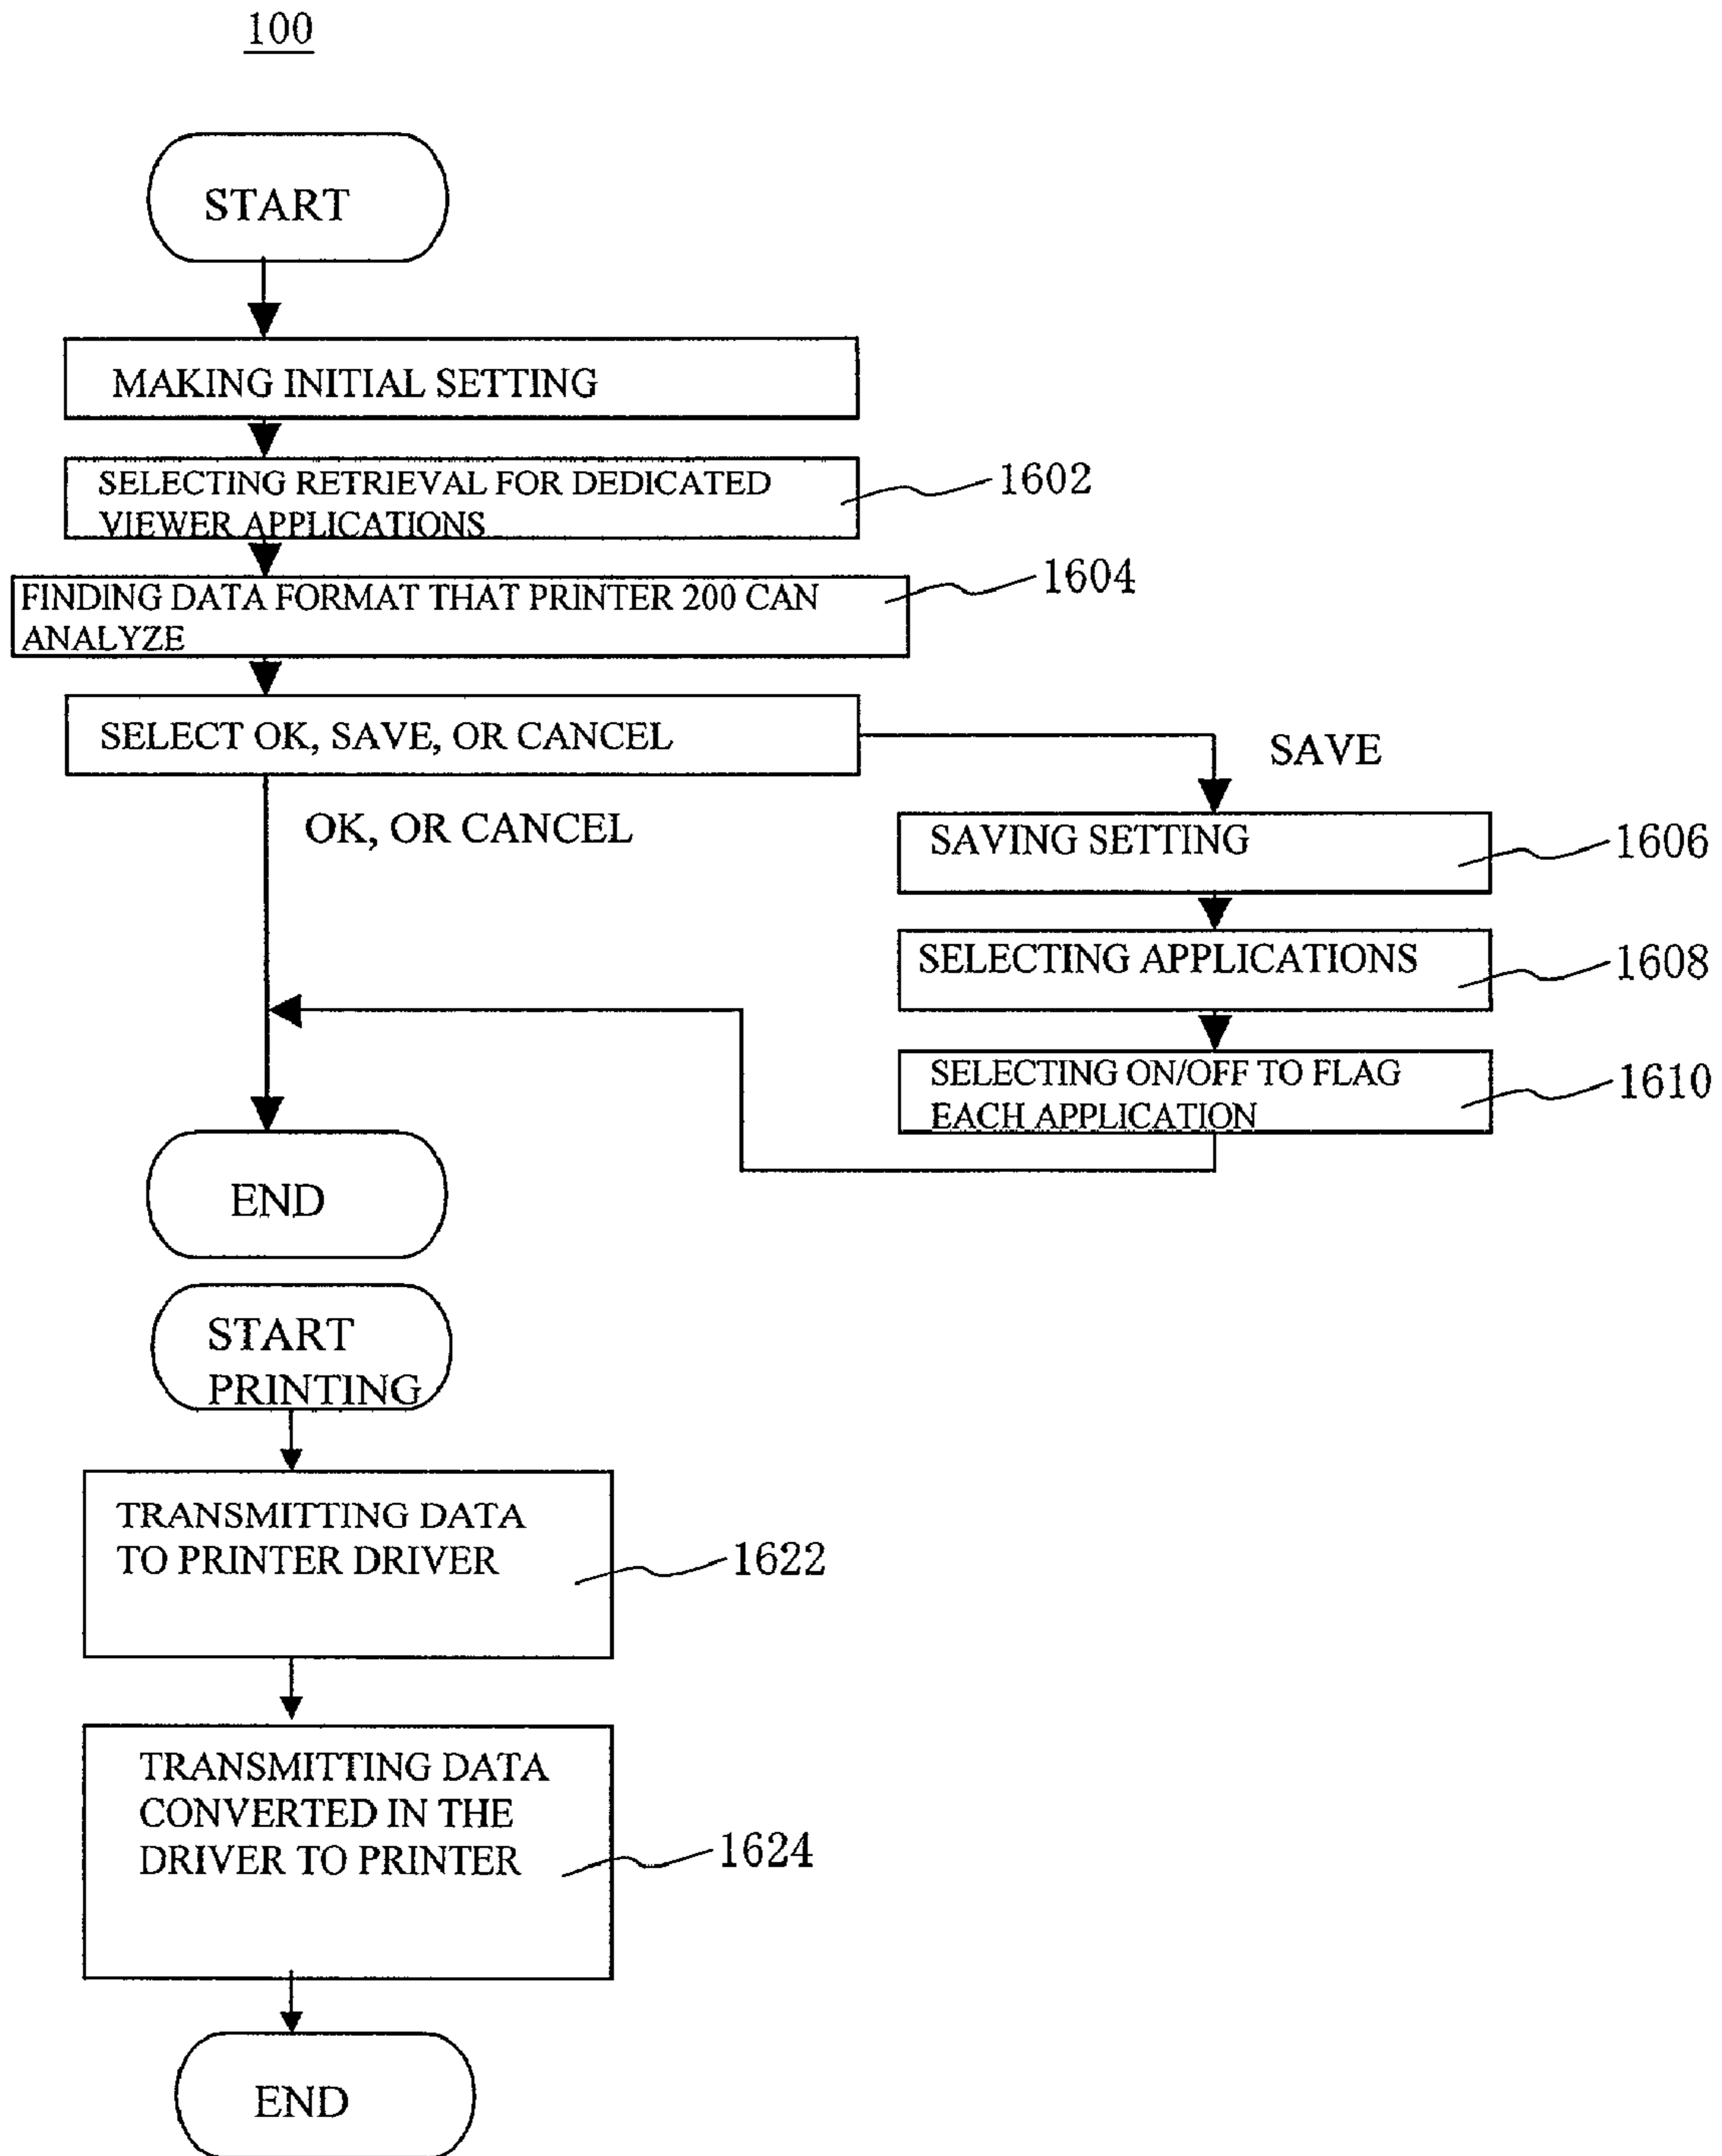 100
START
MAKING INITIAL SETTING
SELECTING RETRIEVAL FOR DEDICATED
VIEWER APPLICATIONS
1602
FINDING DATA FORMAT THAT PRINTER 200 CAN
ANALYZE
1604
SELECT OK, SAVE, OR CANCEL
SAVE
OK, OR CANCEL
SAVING SETTING
1606
SELECTING APPLICATIONS
1608
SELECTING ON/OFF TO FLAG
EACH APPLICATION
1610
END
START
PRINTING
TRANSMITTING DATA
TO PRINTER DRIVER
1622
TRANSMITTING DATA
CONVERTED IN THE
DRIVER TO PRINTER
1624
END